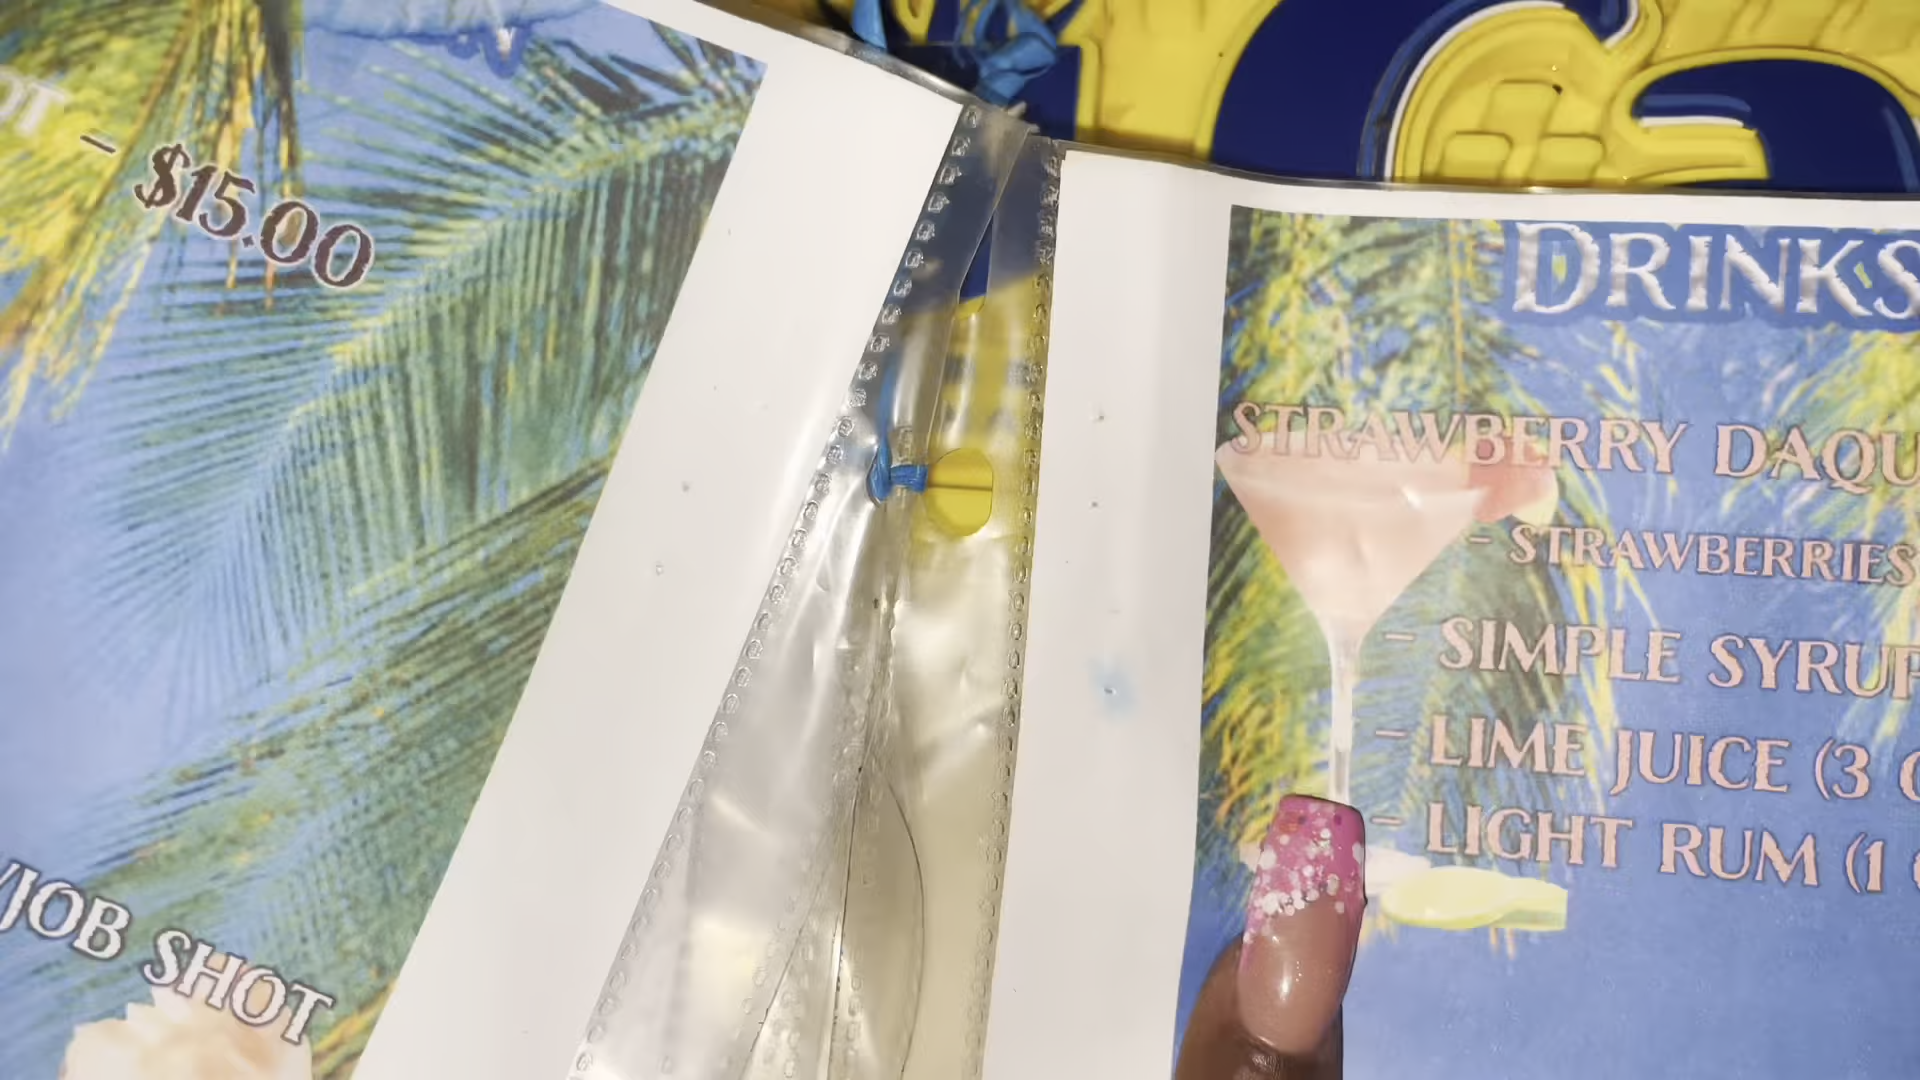 - $15.00
JOB SHOT
DRINKS
STRAWBERRY DAQU
- STRAWBERRIES
- SIMPLE SYRUP
- LIME JUICE (3
- LIGHT RUM (1